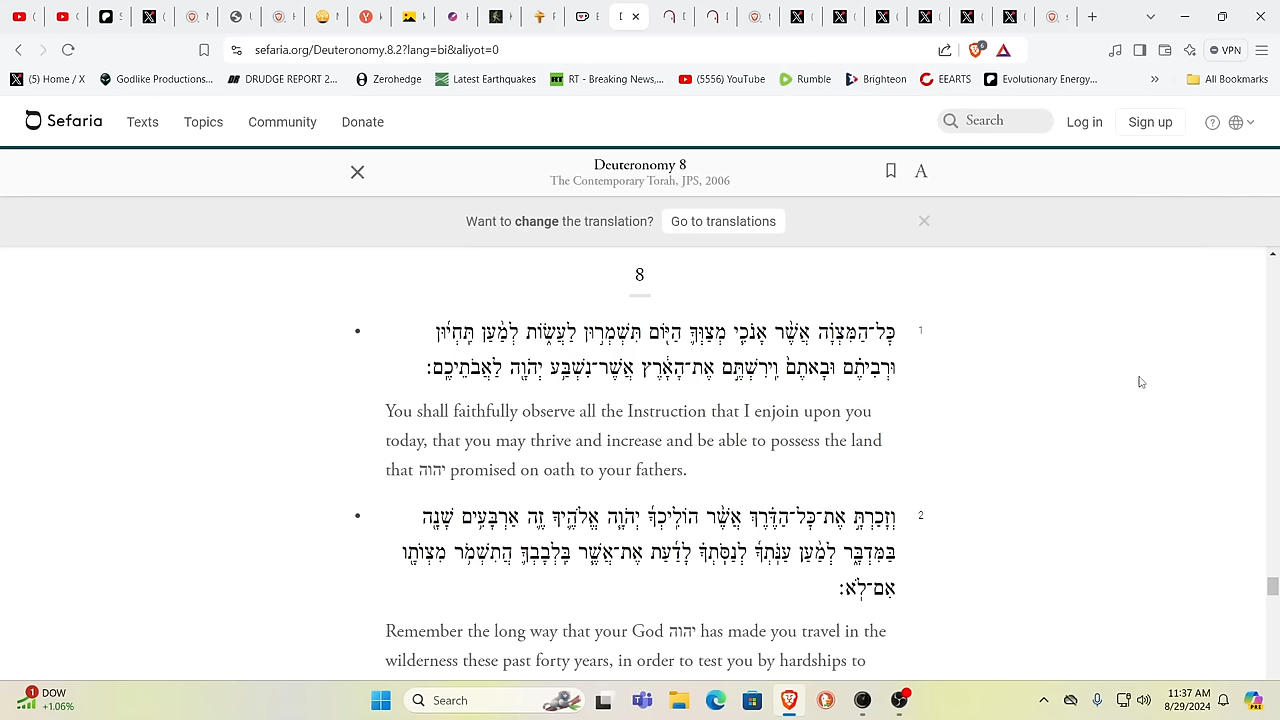 sefaria.org/Deuteronomy.8.2?lang=bi&aliyot=0
VPN
(5) Home / X
Godlike Productions...
DRUDGE REPORT 2...
Zerohedge
Latest Earthquakes
RT - Breaking News,...
(5556) YouTube
Rumble
Brighteon
EEARTS
Evolutionary Energy...
All Bookmarks
Sefaria
Texts
Topics
Community
Donate
Search
Log in
Sign up
Deuteronomy 8
The Contemporary Torah, JPS, 2006
A
Want to change the translation? Go to translations
8
1
כׇּל־הַמִּצְוָ֗ה אֲשֶׁ֨ר אָנֹכִ֧י מְצַוְּךָ֛ הַיּ֖וֹם תִּשְׁמְר֣וּן לַעֲשׂ֑וֹת לְמַ֨עַן תִּֽחְי֜וּן
וּרְבִיתֶ֗ם וּבָאתֶם֙ וִֽירִשְׁתֶּ֣ם אֶת־הָאָ֔רֶץ אֲשֶׁר־נִשְׁבַּ֥ע יְהֹוָ֖ה לַאֲבֹתֵיכֶֽם׃
You shall faithfully observe all the Instruction that I enjoin upon you
today, that you may thrive and increase and be able to possess the land
that יהוה promised on oath to your fathers.
2
וְזָכַרְתָּ֣ אֶת־כׇּל־הַדֶּ֗רֶךְ אֲשֶׁ֨ר הוֹלִֽיכְךָ֜ יְהֹוָ֧ה אֱלֹהֶ֛יךָ זֶ֛ה אַרְבָּעִ֥ים שָׁנָ֖ה
בַּמִּדְבָּ֑ר לְמַ֨עַן עַנֹּֽתְךָ֜ לְנַסֹּֽתְךָ֗ לָדַ֜עַת אֶת־אֲשֶׁ֧ר בִּֽלְבָבְךָ֛ הֲתִשְׁמֹ֥ר מִצְוֺתָ֖ו
אִם־לֹֽא׃
Remember the long way that your God יהוה has made you travel in the
wilderness these past forty years, in order to test you by hardships to
1
DOW
+1.06%
Search
11:37 AM
8/29/2024
PRE